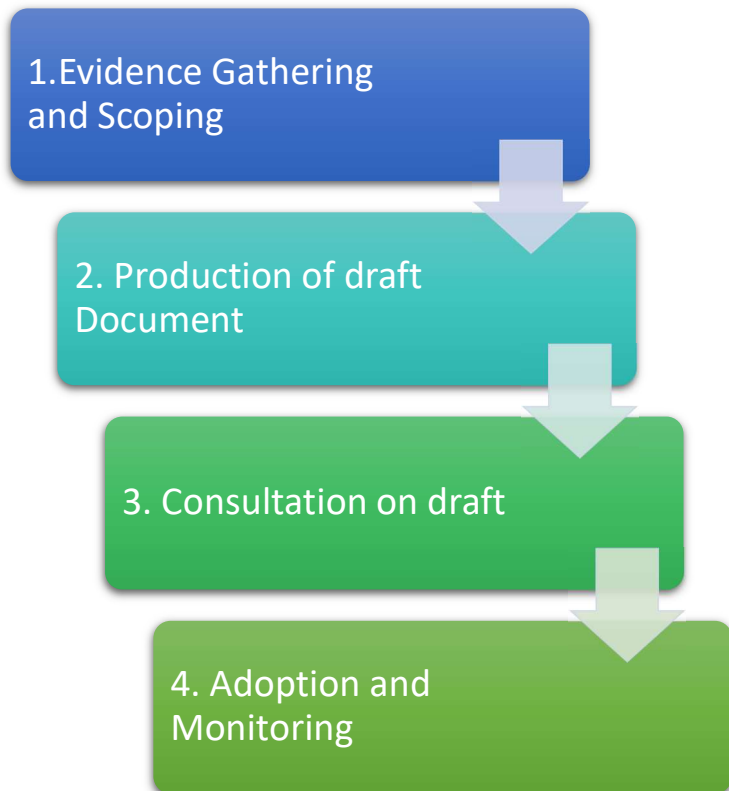 1.Evidence Gathering
and Scoping
2. Production of draft
Document
3. Consultation on draft
4. Adoption and
Monitoring